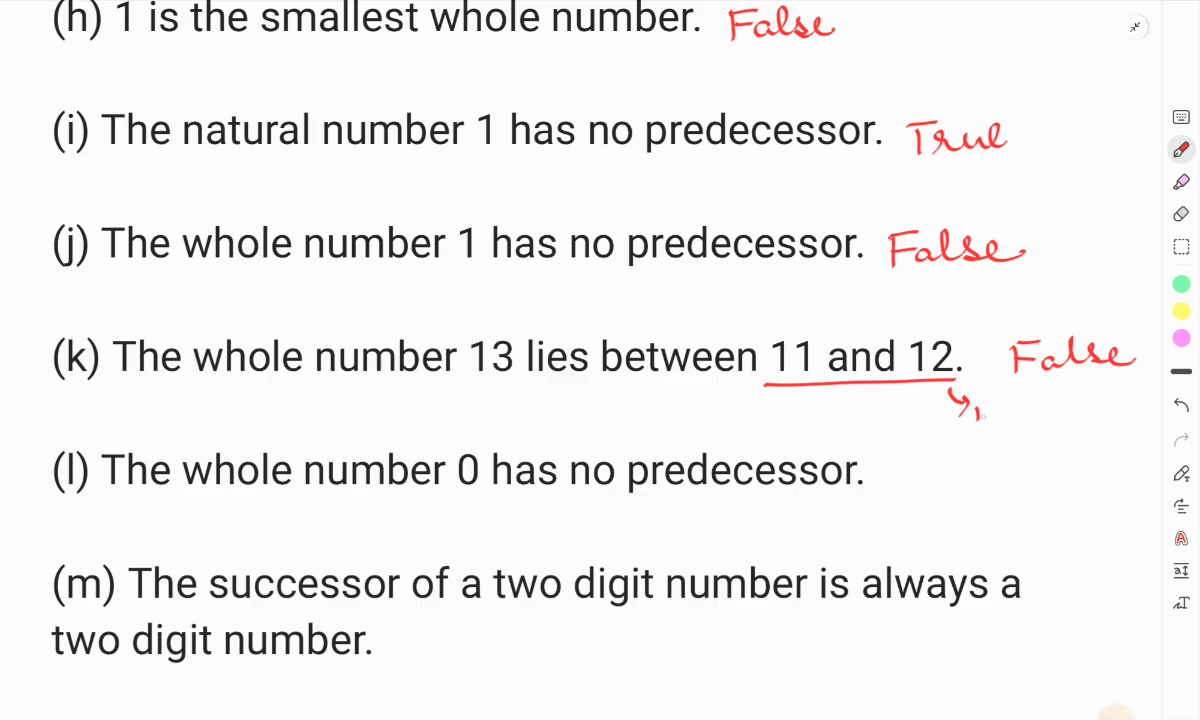 (h) 1 is the smallest whole number. False
(i) The natural number 1 has no predecessor. True
(j) The whole number 1 has no predecessor. False
(k) The whole number 13 lies between 11 and 12. False
(l) The whole number 0 has no predecessor.
(m) The successor of a two digit number is always a
two digit number.